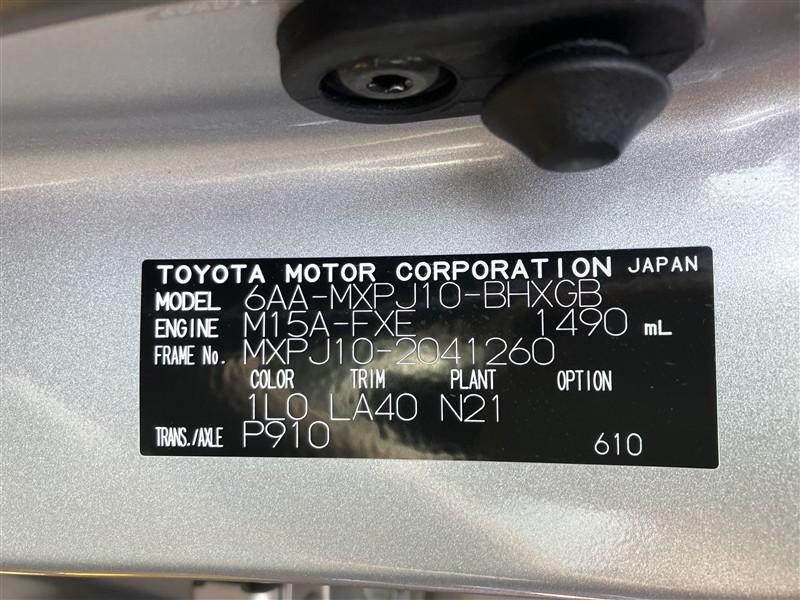 TOYOTA MOTOR CORPORATION JAPAN
MODEL 6AA-MXPJ10-BHXGB
ENGINE M15A-FXE 1490 mL
FRAME No. MXPJ10-2041260
COLOR TRIM PLANT OPTION
1L0 LA40 N21
TRANS./AXLE P910 610